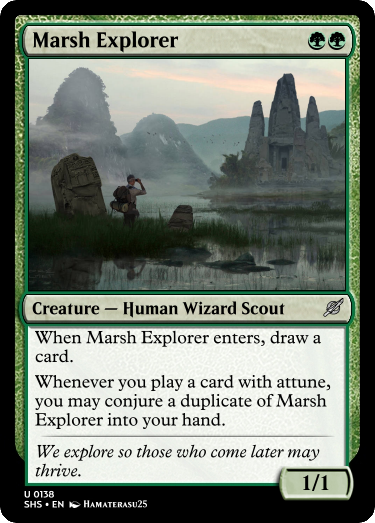 Marsh Explorer
Creature — Human Wizard Scout
When Marsh Explorer enters, draw a
card.
Whenever you play a card with attune,
you may conjure a duplicate of Marsh
Explorer into your hand.
We explore so those who come later may
thrive.
1/1
U 0138
SHS • EN Hamaterasu25